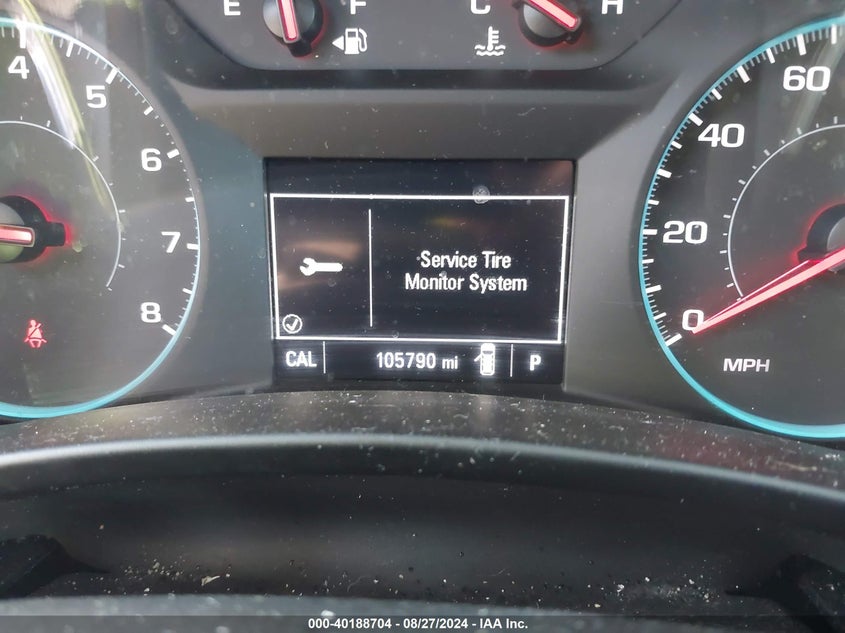 E F C H
4
5
6
7
8
60
40
20
0
MPH
Service Tire
Monitor System
CAL 105790 mi P
000-40188704 - 08/27/2024 - IAA Inc.